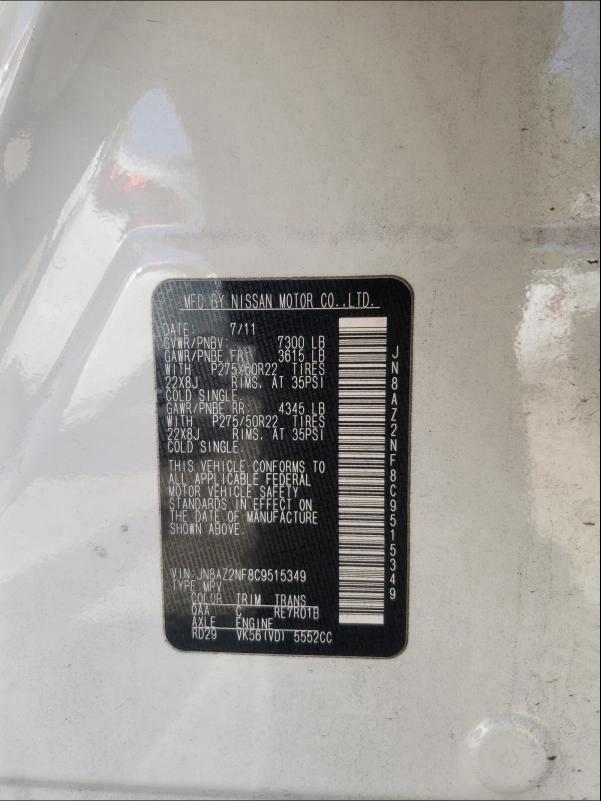 MFD BY NISSAN MOTOR CO.,LTD.
DATE: 7/11
GVWR/PNBV: 7300 LB
GAWR/PNBE FR: 3615 LB
WITH P275/50R22 TIRES
22X8J RIMS, AT 35PSI
COLD SINGLE.
GAWR/PNBE RR: 4345 LB
WITH P275/50R22 TIRES
22X8J RIMS, AT 35PSI
COLD SINGLE.
THIS VEHICLE CONFORMS TO
ALL APPLICABLE FEDERAL
MOTOR VEHICLE SAFETY
STANDARDS IN EFFECT ON
THE DATE OF MANUFACTURE
SHOWN ABOVE.
VIN:JN8AZ2NF8C9515349
TYPE:MPV
COLOR TRIM TRANS
QAA C RE7R01B
AXLE ENGINE
RD29 VK56(VD) 5552CC
JN8AZ2NF8C9515349